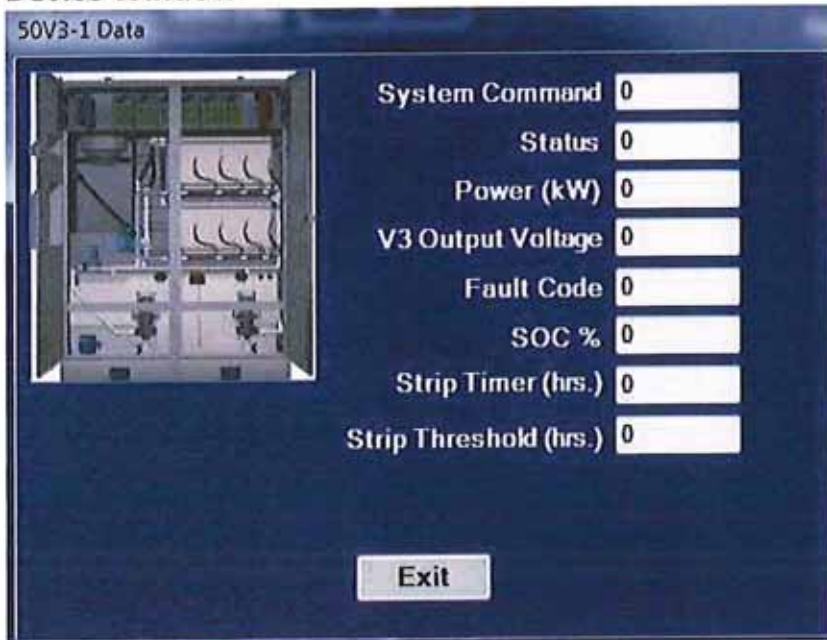 50V3-1 Data
System Command 0
Status 0
Power (kW) 0
V3 Output Voltage 0
Fault Code 0
SOC % 0
Strip Timer (hrs.) 0
Strip Threshold (hrs.) 0
Exit